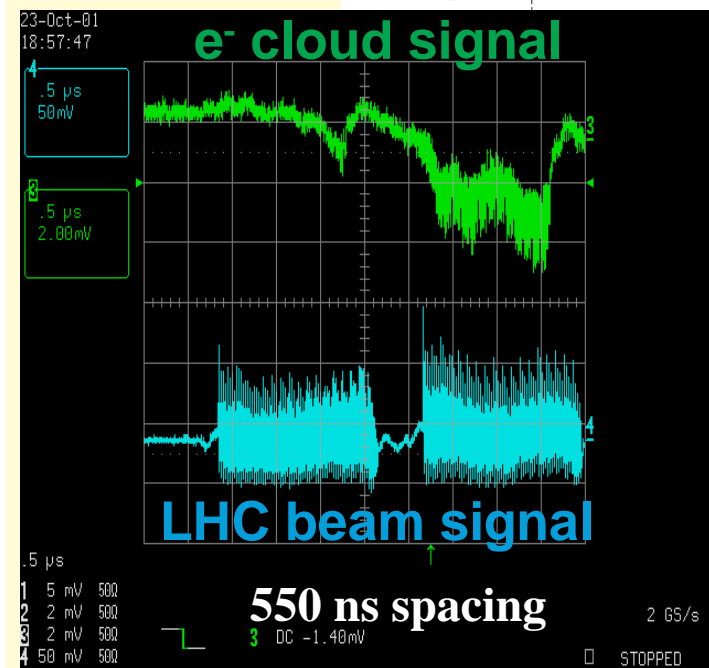 23-Oct-01
18:57:47
e- cloud signal
4
.5 µs
50mV
3
.5 µs
2.00mV
3
4
LHC beam signal
.5 µs
1 5 mV 50Ω
2 2 mV 50Ω
3 2 mV 50Ω
4 50 mV 50Ω
550 ns spacing
3 DC -1.40mV
2 GS/s
STOPPED